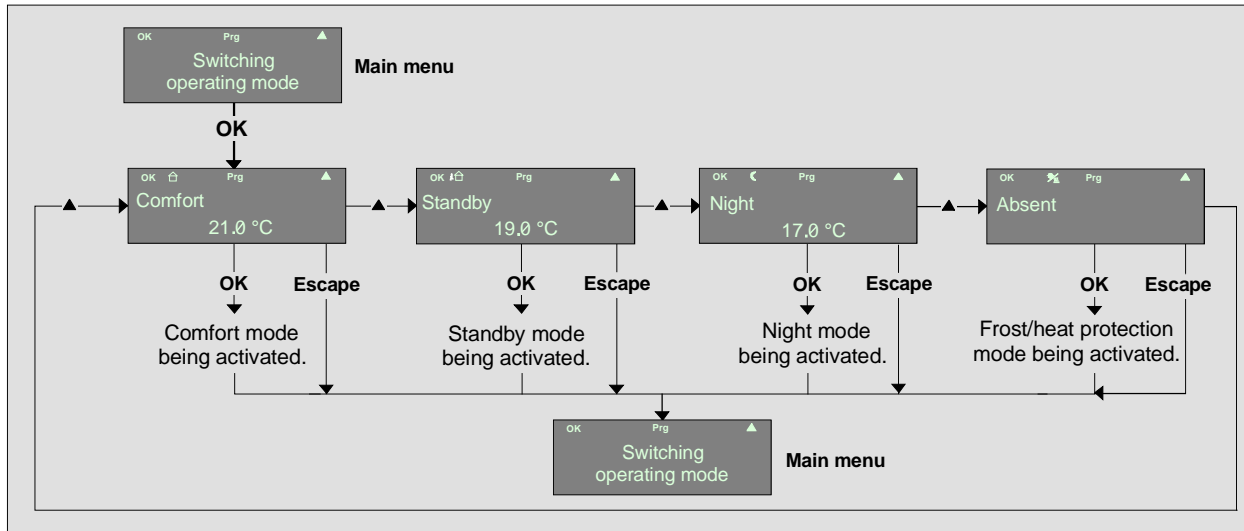 OK Prg ▲
Switching
operating mode
Main menu
OK
OK Prg ▲
Comfort
21.0 °C
OK Prg ▲
Standby
19.0 °C
OK Prg ▲
Night
17.0 °C
OK Prg ▲
Absent
OK Escape
Comfort mode
being activated.
OK Escape
Standby mode
being activated.
OK Escape
Night mode
being activated.
OK Escape
Frost/heat protection
mode being activated.
OK Prg ▲
Switching
operating mode
Main menu